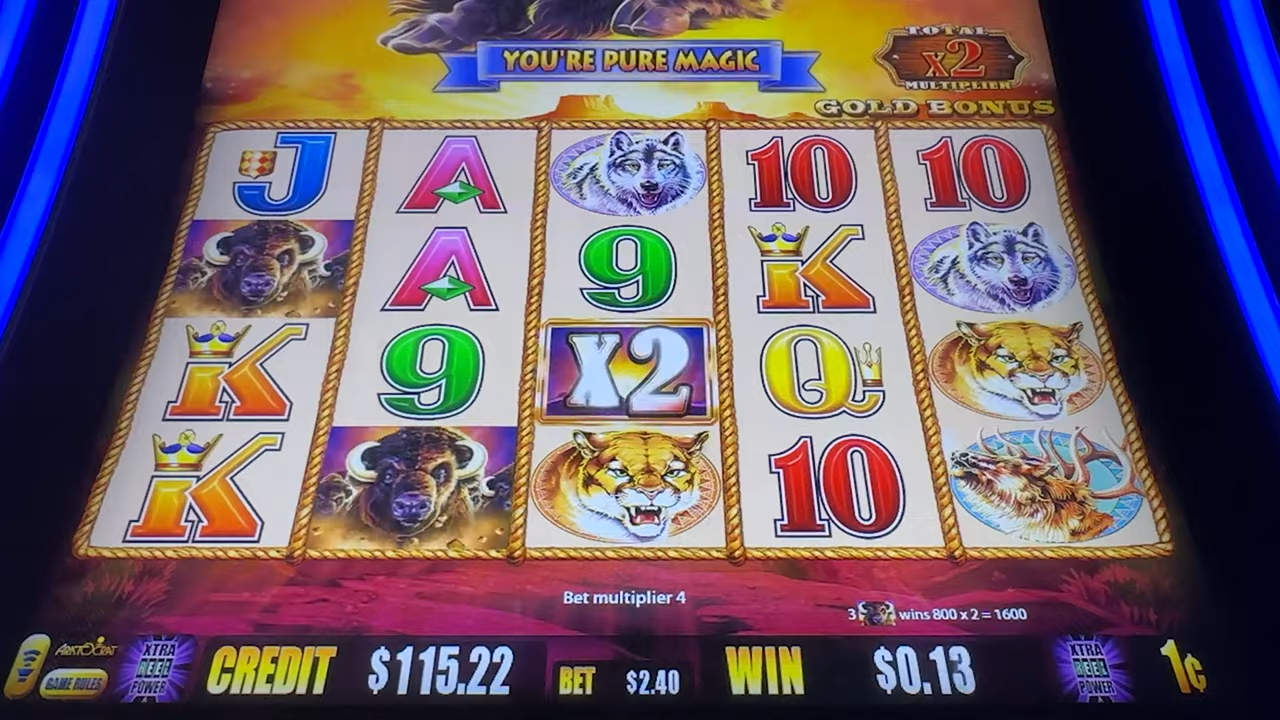 YOU'RE PURE MAGIC
TOTAL
x2
MULTIPLIER
GOLD BONUS
J A 10 10
A 9 K
K 9 X2 Q
K 10
Bet multiplier 4
3 wins 800 x 2 = 1600
ARISTOCRAT
GAME RULES
XTRA
REEL
POWER
CREDIT $115.22
BET $2.40
WIN $0.13
XTRA
REEL
POWER
1¢